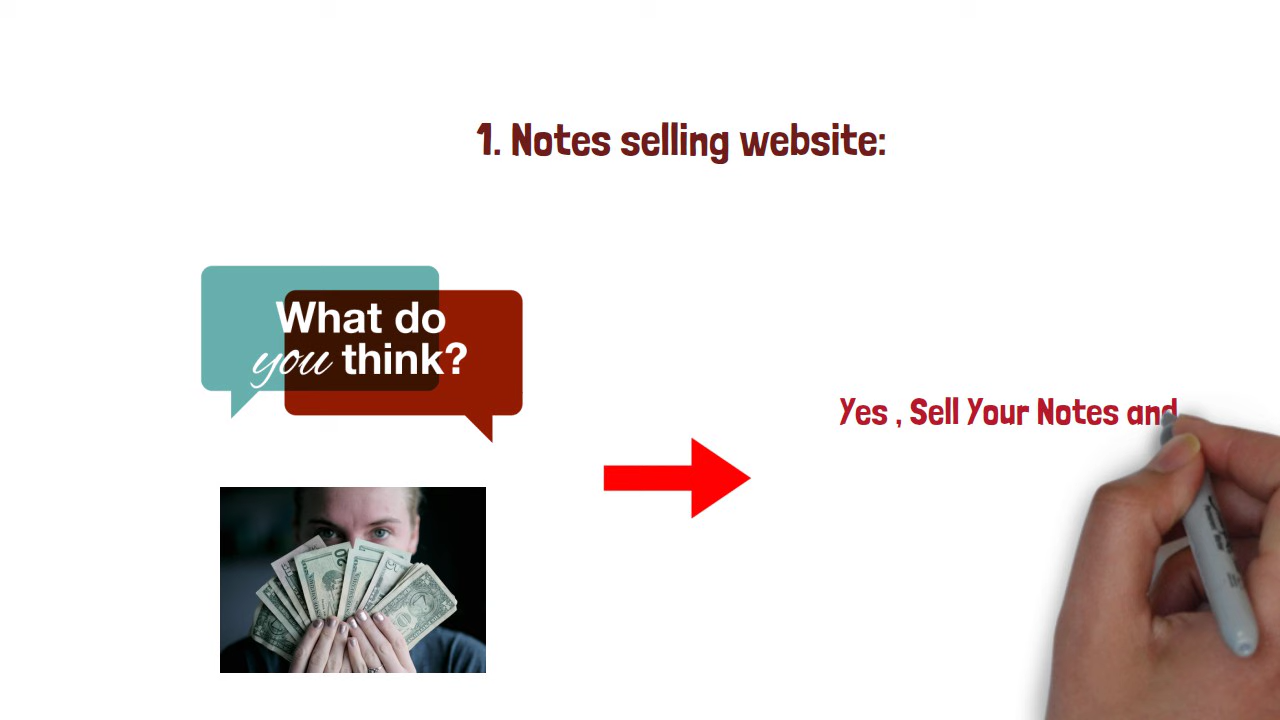 1. Notes selling website:
What do
you think?
Yes , Sell Your Notes and